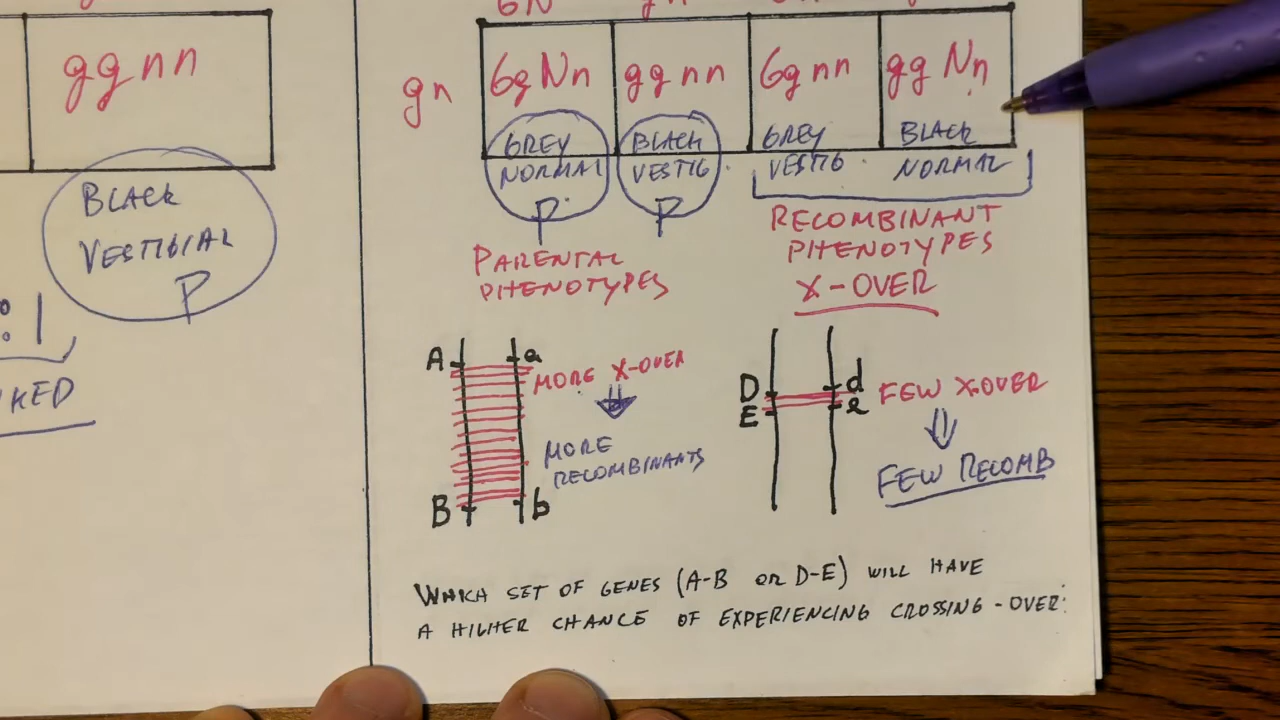 ggnn
BLACK
VESTIGIAL
P
:1
KED
GN
gn
GgNn
ggnn
Ggnn
ggNn
GREY
NORMAL
P
BLACK
VESTIG
P
GREY
VESTIG
BLACK
NORMAL
PARENTAL
PHENOTYPES
RECOMBINANT
PHENOTYPES
X-OVER
A
a
MORE X-OVER
MORE
RECOMBINANTS
B
b
D
d
E
e
FEW X-OVER
FEW RECOMB
WHICH SET OF GENES (A-B OR D-E) WILL HAVE
A HIGHER CHANCE OF EXPERIENCING CROSSING-OVER: